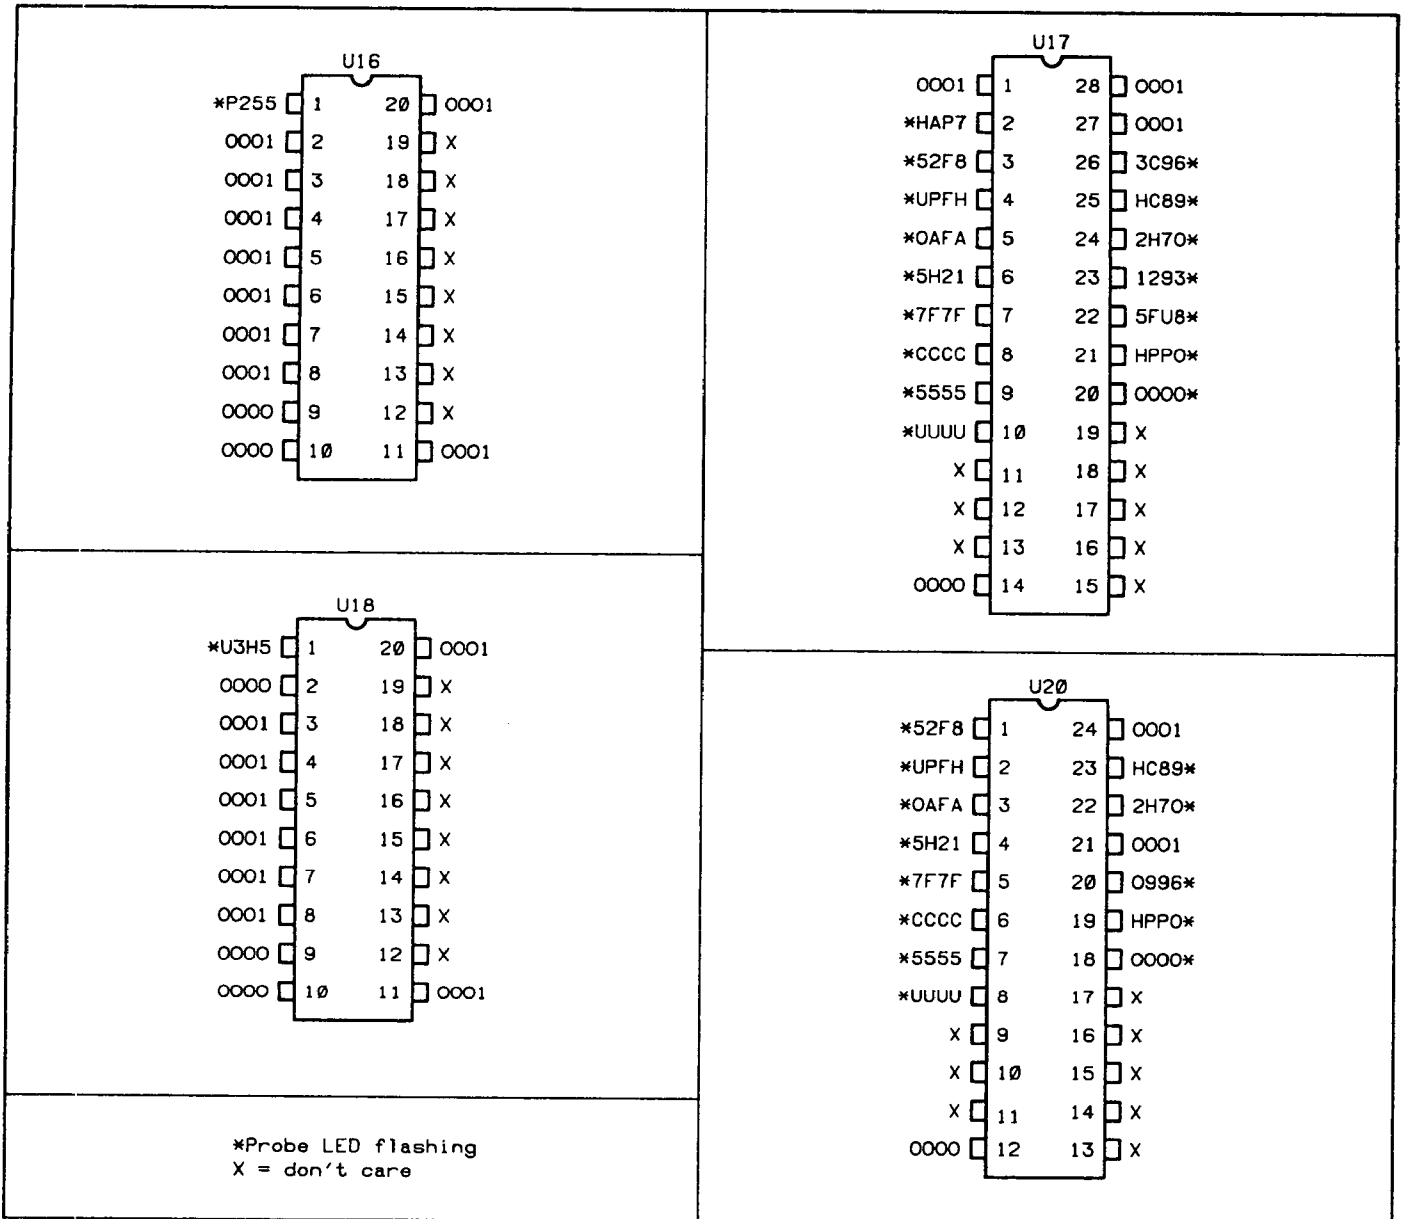 U16
*P255 1 20 0001
0001 2 19 X
0001 3 18 X
0001 4 17 X
0001 5 16 X
0001 6 15 X
0001 7 14 X
0001 8 13 X
0000 9 12 X
0000 10 11 0001
U17
0001 1 28 0001
*HAP7 2 27 0001
*52F8 3 26 3C96*
*UPFH 4 25 HC89*
*0AFA 5 24 2H70*
*5H21 6 23 1293*
*7F7F 7 22 5FU8*
*CCCC 8 21 HPP0*
*5555 9 20 0000*
*UUUU 10 19 X
X 11 18 X
X 12 17 X
X 13 16 X
0000 14 15 X
U18
*U3H5 1 20 0001
0000 2 19 X
0001 3 18 X
0001 4 17 X
0001 5 16 X
0001 6 15 X
0001 7 14 X
0001 8 13 X
0000 9 12 X
0000 10 11 0001
U20
*52F8 1 24 0001
*UPFH 2 23 HC89*
*0AFA 3 22 2H70*
*5H21 4 21 0001
*7F7F 5 20 0996*
*CCCC 6 19 HPP0*
*5555 7 18 0000*
*UUUU 8 17 X
X 9 16 X
X 10 15 X
X 11 14 X
0000 12 13 X
*Probe LED flashing
X = don't care